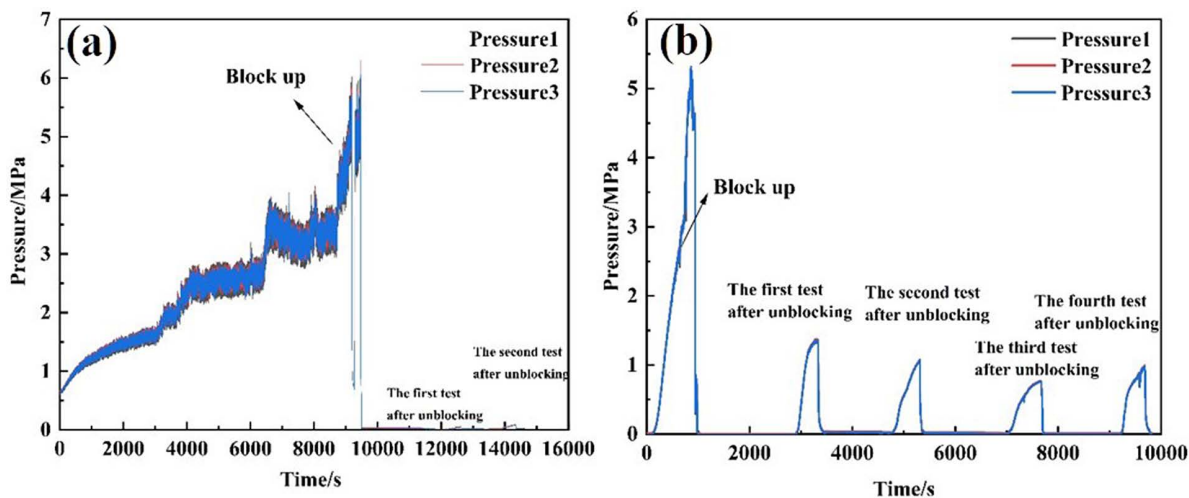 (a)
Pressure1
Pressure2
Pressure3
Block up
The second test
after unblocking
The first test
after unblocking
Pressure/MPa
7
6
5
4
3
2
1
0
0 2000 4000 6000 8000 10000 12000 14000 16000
Time/s
(b)
Pressure1
Pressure2
Pressure3
Block up
The first test
after unblocking
The second test
after unblocking
The third test
after unblocking
The fourth test
after unblocking
Pressure/MPa
6
5
4
3
2
1
0
0 2000 4000 6000 8000 10000
Time/s